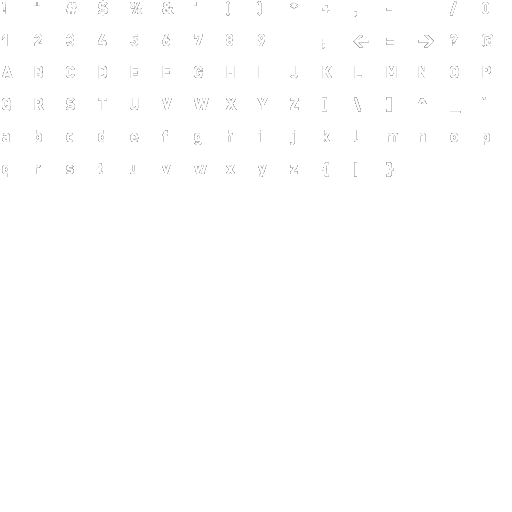 ! " # $ % & ' ( ) * + , - / 0
1 2 3 4 5 6 7 8 9 ; ← = → ? @
A B C D E F G H I J K L M N O P
Q R S T U V W X Y Z [ \ ] ^ _ `
a b c d e f g h i j k l m n o p
q r s t u v w x y z { | }